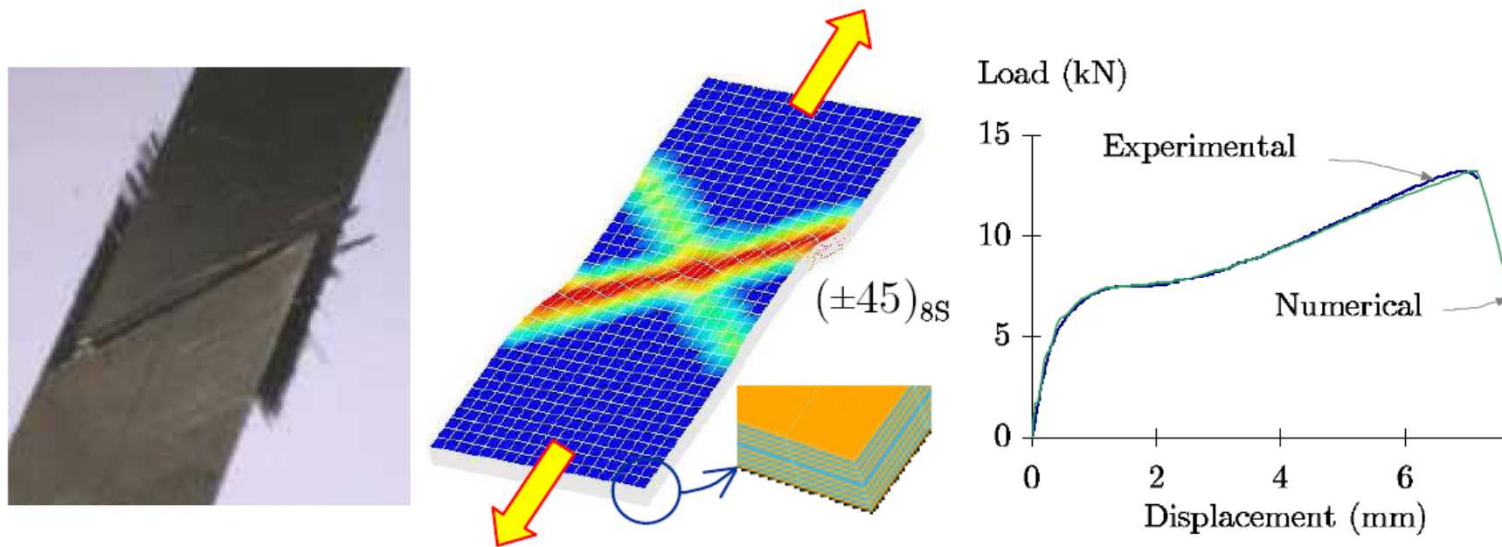 (±45)8S
Load (kN)
15
Experimental
10
Numerical
5
0
0 2 4 6
Displacement (mm)